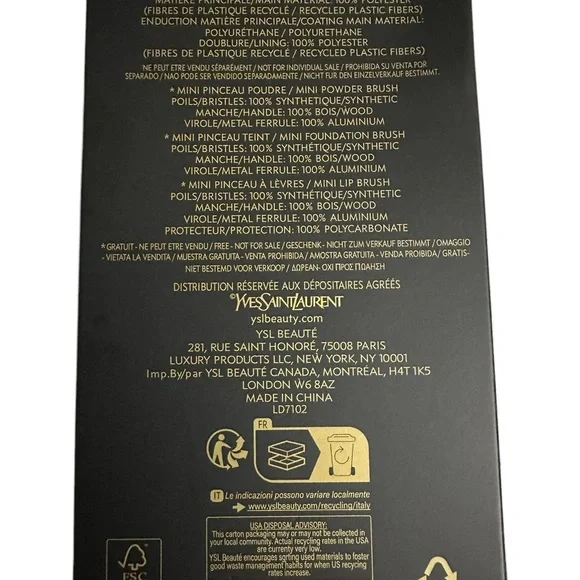 MATIÈRE PRINCIPALE/MAIN MATERIAL: 100% POLYESTER
(FIBRES DE PLASTIQUE RECYCLÉ / RECYCLED PLASTIC FIBERS)
ENDUCTION MATIÈRE PRINCIPALE/COATING MAIN MATERIAL:
POLYURÉTHANE / POLYURETHANE
DOUBLURE/LINING: 100% POLYESTER
(FIBRES DE PLASTIQUE RECYCLÉ / RECYCLED PLASTIC FIBERS)
NE PEUT ETRE VENDU SÉPARÉMENT / NOT FOR INDIVIDUAL SALE / PROHIBIDA SU VENTA POR
SEPARADO / NAO PODE SER VENDIDO SEPARADAMENTE / NICHT FUR DEN EINZELVERKAUF BESTIMMT.
* MINI PINCEAU POUDRE / MINI POWDER BRUSH
POILS/BRISTLES: 100% SYNTHÉTIQUE/SYNTHETIC
MANCHE/HANDLE: 100% BOIS/WOOD
VIROLE/METAL FERRULE: 100% ALUMINIUM
* MINI PINCEAU TEINT / MINI FOUNDATION BRUSH
POILS/BRISTLES: 100% SYNTHÉTIQUE/SYNTHETIC
MANCHE/HANDLE: 100% BOIS/WOOD
VIROLE/METAL FERRULE: 100% ALUMINIUM
* MINI PINCEAU À LÈVRES / MINI LIP BRUSH
POILS/BRISTLES: 100% SYNTHÉTIQUE/SYNTHETIC
MANCHE/HANDLE: 100% BOIS/WOOD
VIROLE/METAL FERRULE: 100% ALUMINIUM
PROTECTEUR/PROTECTION: 100% POLYCARBONATE
*GRATUIT - NE PEUT ETRE VENDU / FREE - NOT FOR SALE / GESCHENK- NICHT ZUM VERKAUF BESTIMMT / OMAGGIO
- VIETATA LA VENDITA / MUESTRA GRATUITA - VENTA PROHIBIDA / AMOSTRA GRATUITA - VENDA PROIBIDA / GRATIS-
NIET BESTEMD VOOR VERKOOP / ΔΩΡΕΑΝ- ΟΧΙ ΠΡΟΣ ΠΩΛΗΣΗ
DISTRIBUTION RÉSERVÉE AUX DÉPOSITAIRES AGRÉÉS
©YVESSAINTLAURENT
yslbeauty.com
YSL BEAUTÉ
281, RUE SAINT HONORÉ, 75008 PARIS
LUXURY PRODUCTS LLC, NEW YORK, NY 10001
Imp.By/par YSL BEAUTÉ CANADA, MONTRÉAL, H4T 1K5
LONDON W6 8AZ
MADE IN CHINA
LD7102
FR
IT Le indicazioni possono variare localmente
www.yslbeauty.com/recycling/italy
USA DISPOSAL ADVISORY:
This carton packaging may or may not be collected in
your local community. Actual recycling rates in the USA
are currently very low.
YSL Beauté encourages sorting used materials to foster
good waste management habits for when US recycling
rates increase.
FSC